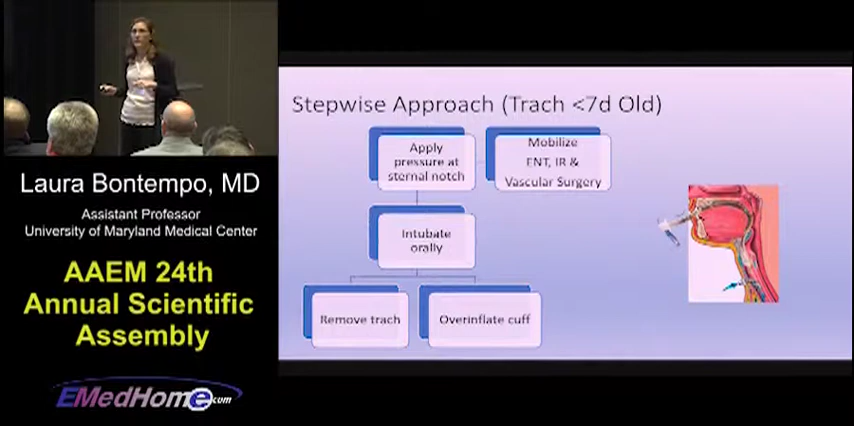 Stepwise Approach (Trach <7d Old)
Apply
pressure at
sternal notch
Mobilize
ENT, IR &
Vascular Surgery
Intubate
orally
Remove trach
Overinflate cuff
Laura Bontempo, MD
Assistant Professor
University of Maryland Medical Center
AAEM 24th
Annual Scientific
Assembly
EMedHome.com